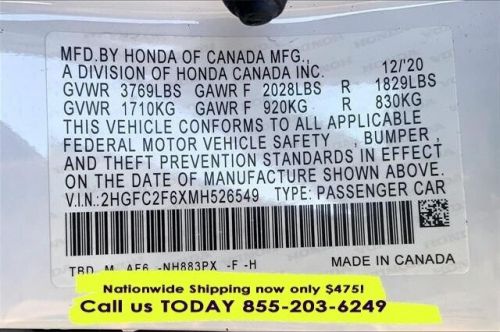 MFD.BY HONDA OF CANADA MFG.,
A DIVISION OF HONDA CANADA INC. 12/'20
GVWR 3769LBS GAWR F 2028LBS R 1829LBS
GVWR 1710KG GAWR F 920KG R 830KG
THIS VEHICLE CONFORMS TO ALL APPLICABLE
FEDERAL MOTOR VEHICLE SAFETY , BUMPER ,
AND THEFT PREVENTION STANDARDS IN EFFECT
ON THE DATE OF MANUFACTURE SHOWN ABOVE.
V.I.N.:2HGFC2F6XMH526549 TYPE: PASSENGER CAR
TBD M AE6 -NH883PX -F -H
MADE IN CANADA
Nationwide Shipping now only $475!
Call us TODAY 855-203-6249